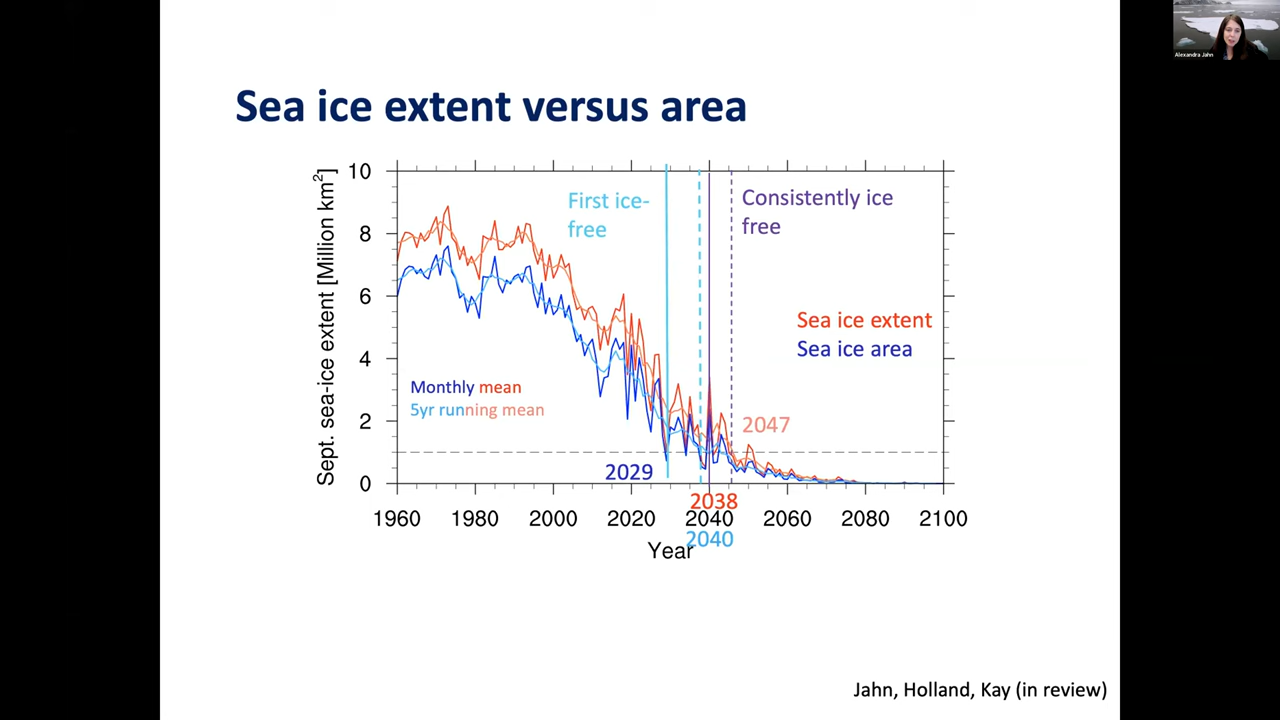 Alexandra Jahn
Sea ice extent versus area
Sept. sea-ice extent [Million km2]
10
8
6
4
2
0
First ice-
free
Consistently ice
free
Sea ice extent
Sea ice area
Monthly mean
5yr running mean
2047
2029
2038
1960 1980 2000 2020 2040 2060 2080 2100
2040
Year
Jahn, Holland, Kay (in review)